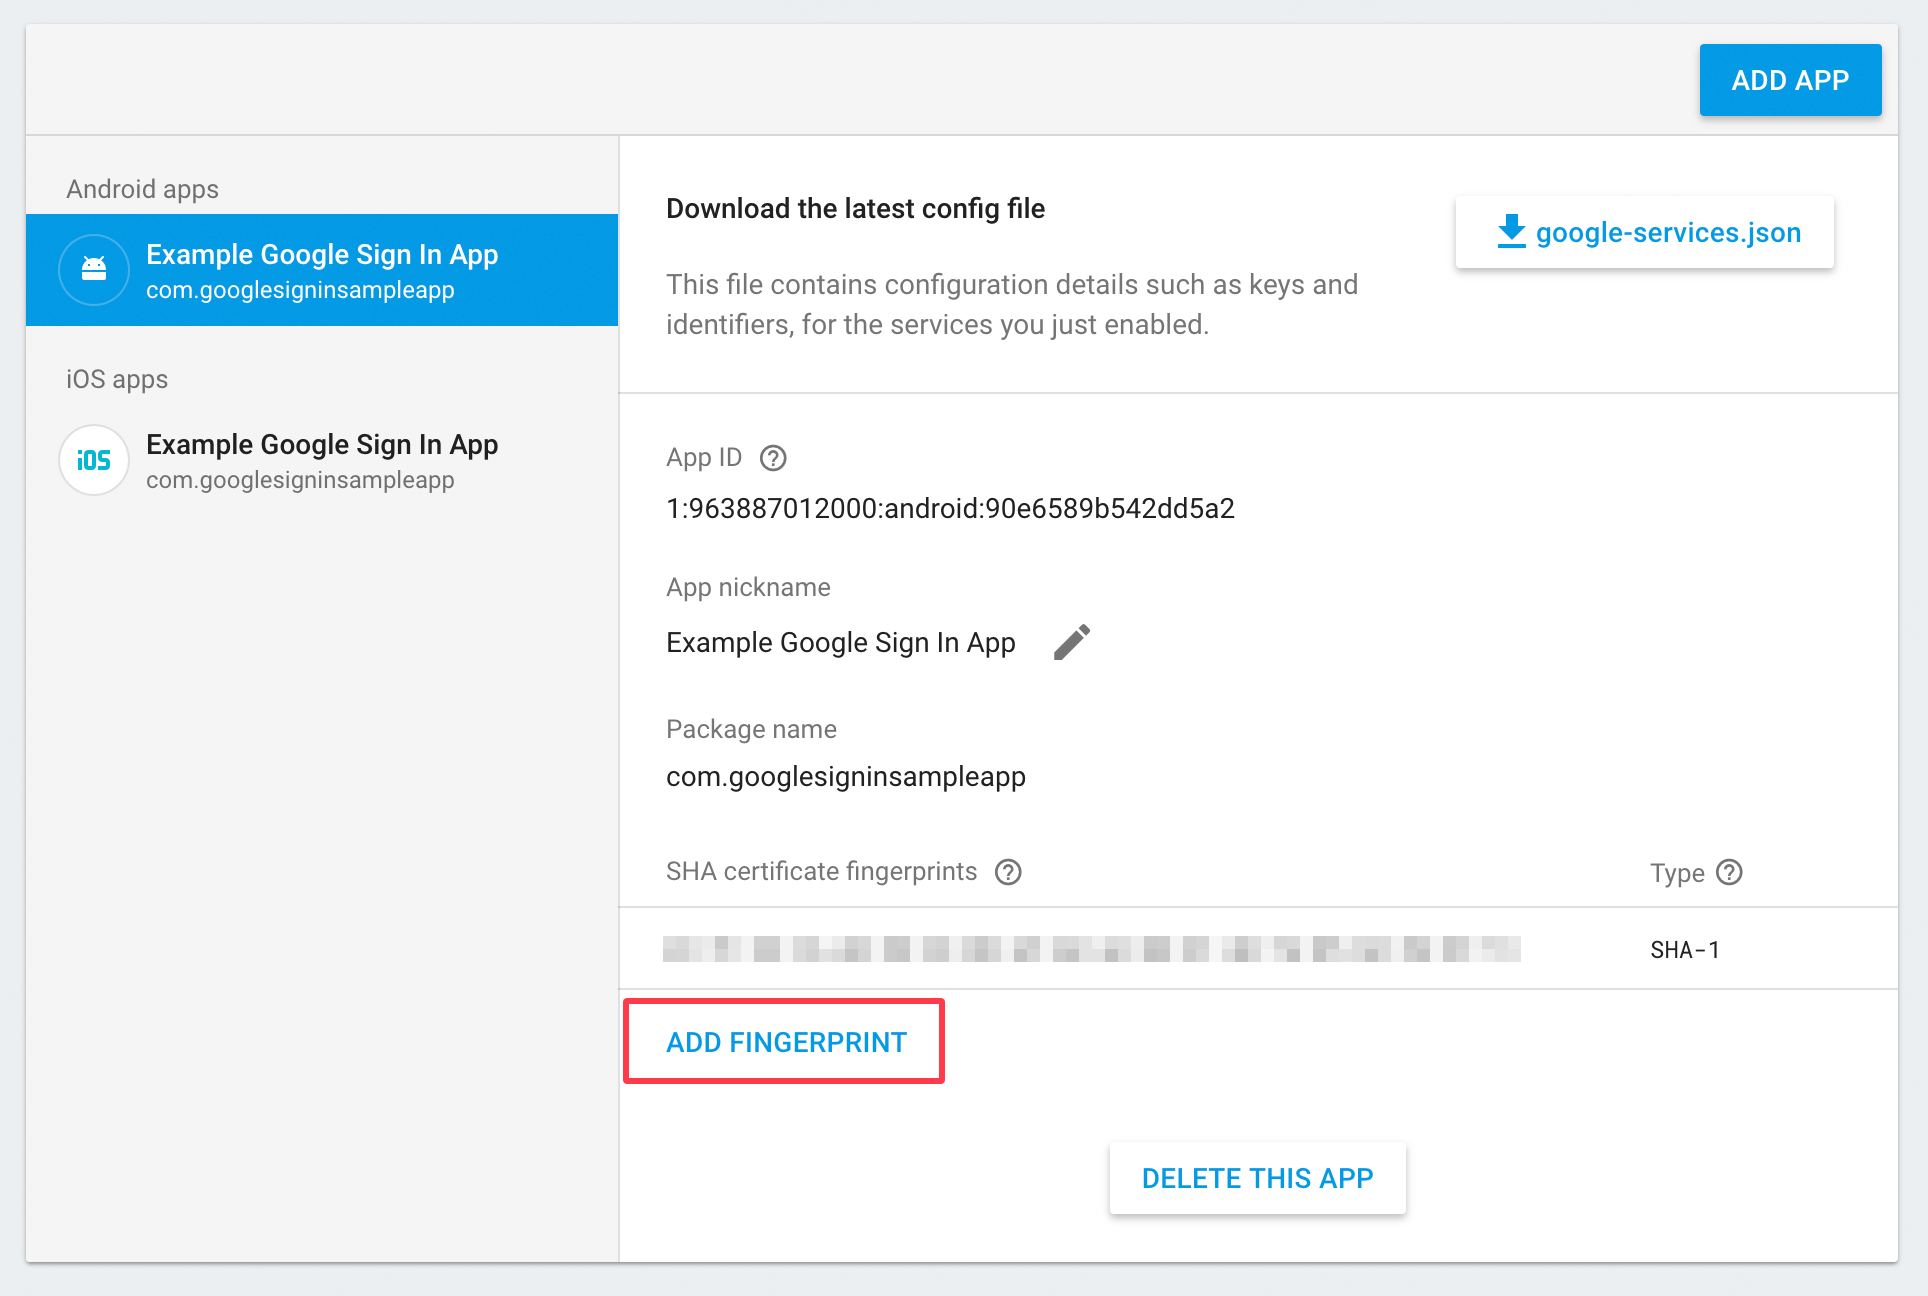 ADD APP
Android apps
Example Google Sign In App
com.googlesigninsampleapp
iOS apps
iOS
Example Google Sign In App
com.googlesigninsampleapp
Download the latest config file
google-services.json
This file contains configuration details such as keys and
identifiers, for the services you just enabled.
App ID ?
1:963887012000:android:90e6589b542dd5a2
App nickname
Example Google Sign In App
Package name
com.googlesigninsampleapp
SHA certificate fingerprints ? Type ?
SHA-1
ADD FINGERPRINT
DELETE THIS APP